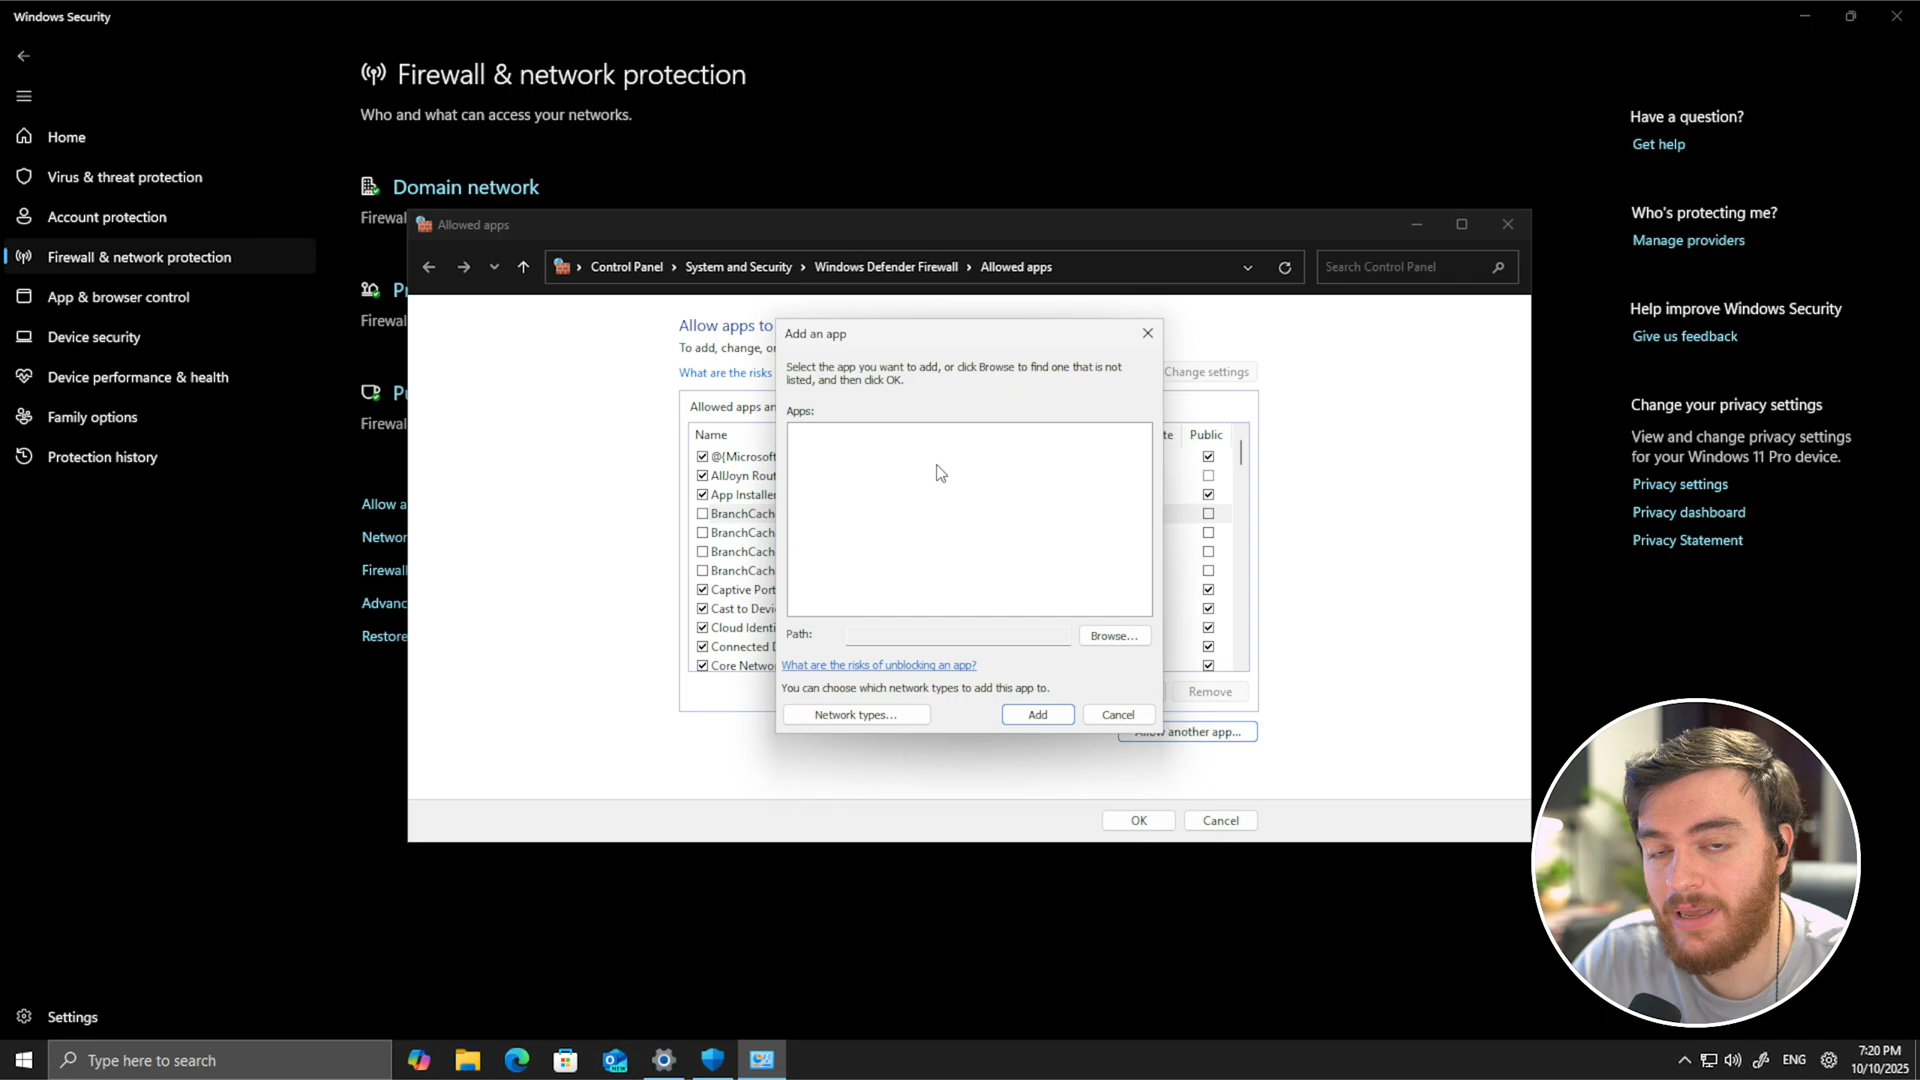 Windows Security
Home
Virus & threat protection
Account protection
Firewall & network protection
App & browser control
Device security
Device performance & health
Family options
Protection history
Settings
Firewall & network protection
Who and what can access your networks.
Domain network
Firewal
Firewal
Firewal
Allow a
Networ
Firewall
Advanc
Restore
Have a question?
Get help
Who's protecting me?
Manage providers
Help improve Windows Security
Give us feedback
Change your privacy settings
View and change privacy settings
for your Windows 11 Pro device.
Privacy settings
Privacy dashboard
Privacy Statement
Allowed apps
Control Panel › System and Security › Windows Defender Firewall › Allowed apps
Search Control Panel
Allow apps to
To add, change, or
What are the risks
Change settings
Allowed apps an
Name
te
Public
@{Microsoft
AllJoyn Rout
App Installer
BranchCach
BranchCach
BranchCach
BranchCach
Captive Port
Cast to Devi
Cloud Identi
Connected D
Core Netwo
Remove
Allow another app...
OK
Cancel
Add an app
Select the app you want to add, or click Browse to find one that is not
listed, and then click OK.
Apps:
Path:
Browse...
What are the risks of unblocking an app?
You can choose which network types to add this app to.
Network types...
Add
Cancel
Type here to search
ENG
7:20 PM
10/10/2025